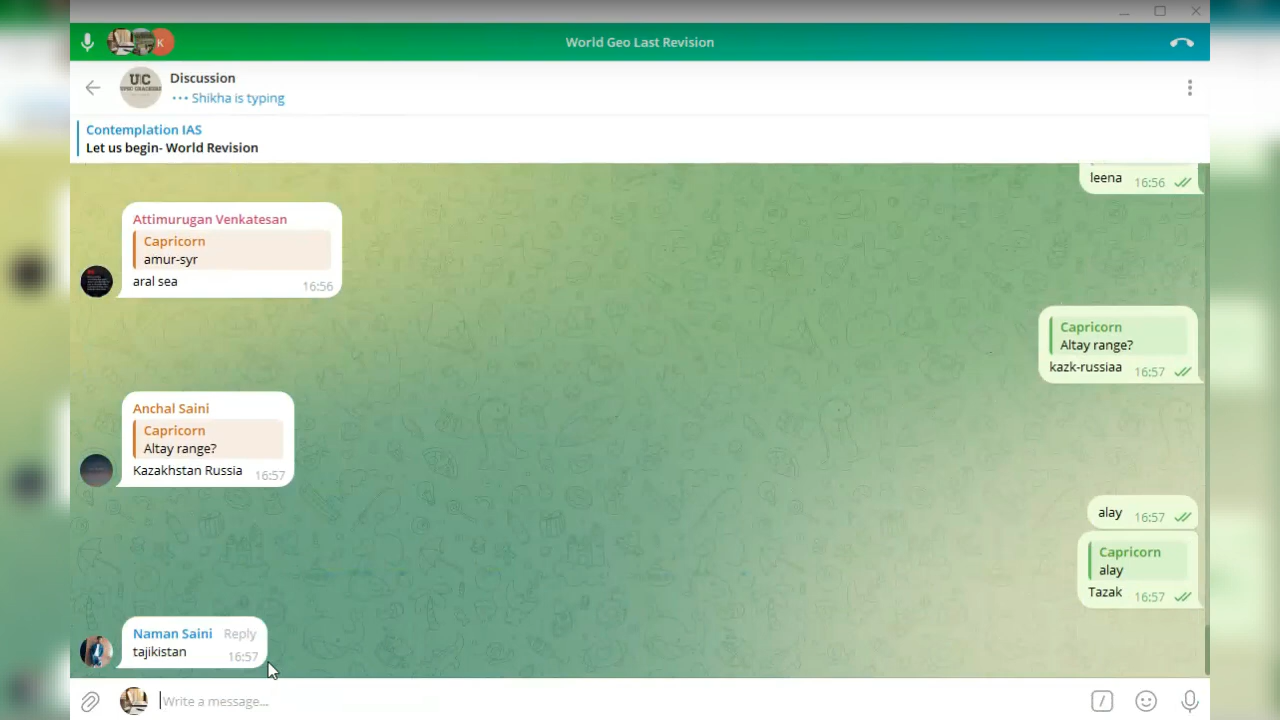 K
World Geo Last Revision
UC
UPSC CRACKERS
Discussion
Shikha is typing
Contemplation IAS
Let us begin- World Revision
leena 16:56
Attimurugan Venkatesan
Capricorn
amur-syr
aral sea 16:56
Capricorn
Altay range?
kazk-russiaa 16:57
Anchal Saini
Capricorn
Altay range?
Kazakhstan Russia 16:57
alay 16:57
Capricorn
alay
Tazak 16:57
Naman Saini Reply
tajikistan 16:57
Write a message...